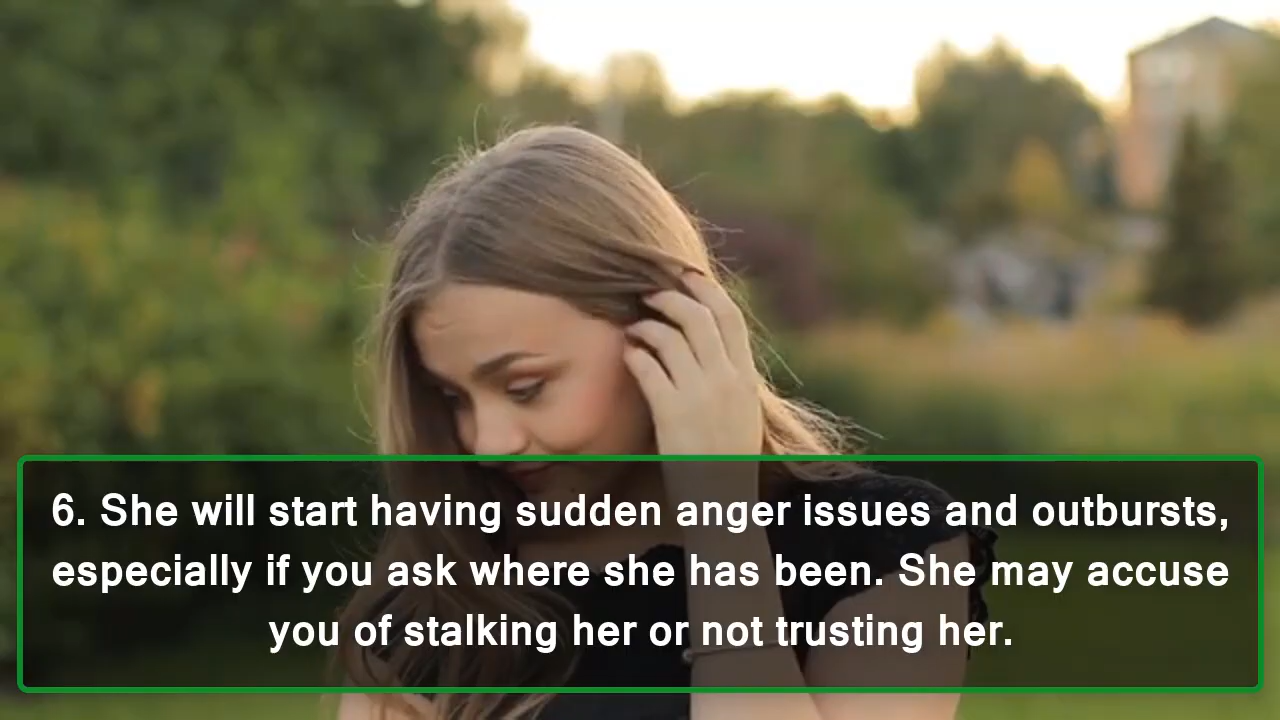 6. She will start having sudden anger issues and outbursts,
especially if you ask where she has been. She may accuse
you of stalking her or not trusting her.